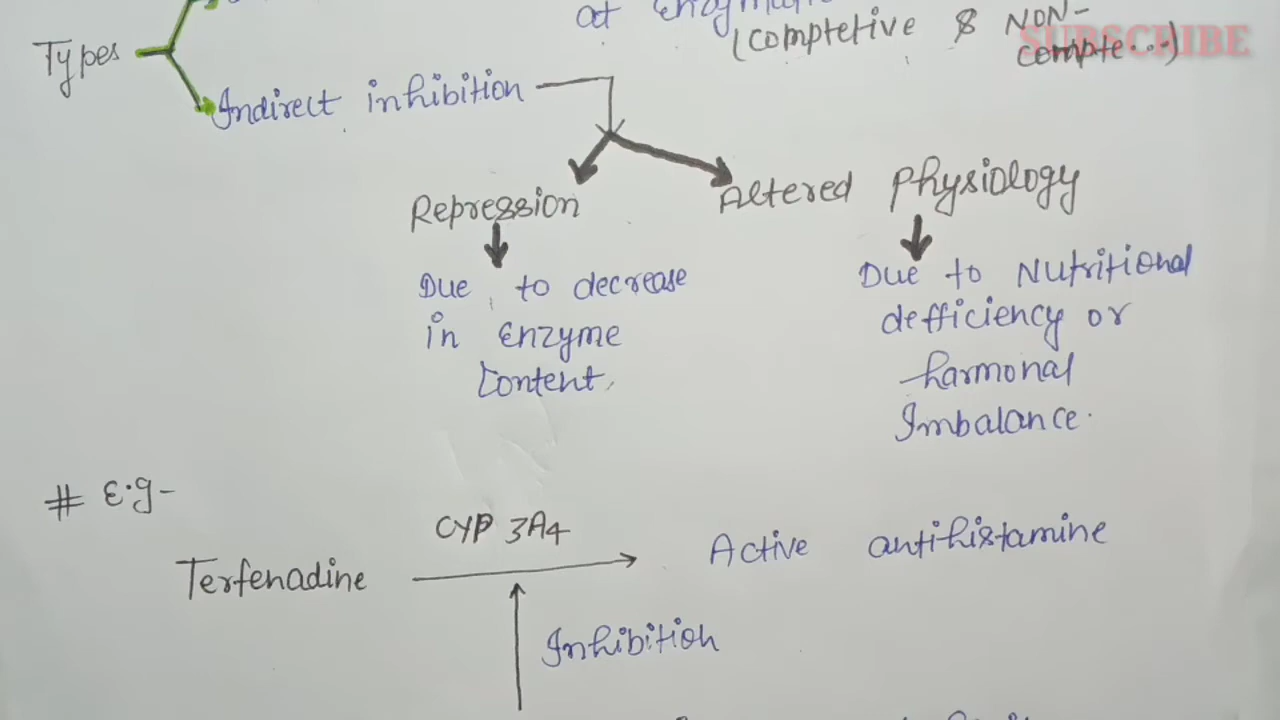 at
(Comptetive & NON-
SUBSCRIBE
Compte...)
Types
Indirect inhibition
Repression
Altered Physiology
Due to decrease
in Enzyme
Content.
Due to Nutritional
defficiency or
harmonal
Imbalance.
# E.g-
CYP 3A4
Terfenadine
Active antihistamine
Inhibition